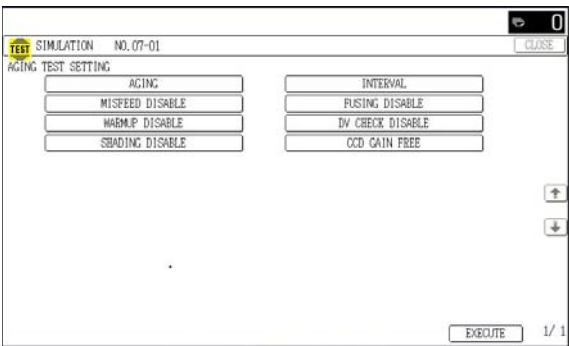 0
TEST SIMULATION NO. 07-01 CLOSE
AGING TEST SETTING
AGING INTERVAL
MISFEED DISABLE FUSING DISABLE
WARMUP DISABLE DV CHECK DISABLE
SHADING DISABLE CCD GAIN FREE
EXECUTE 1/ 1